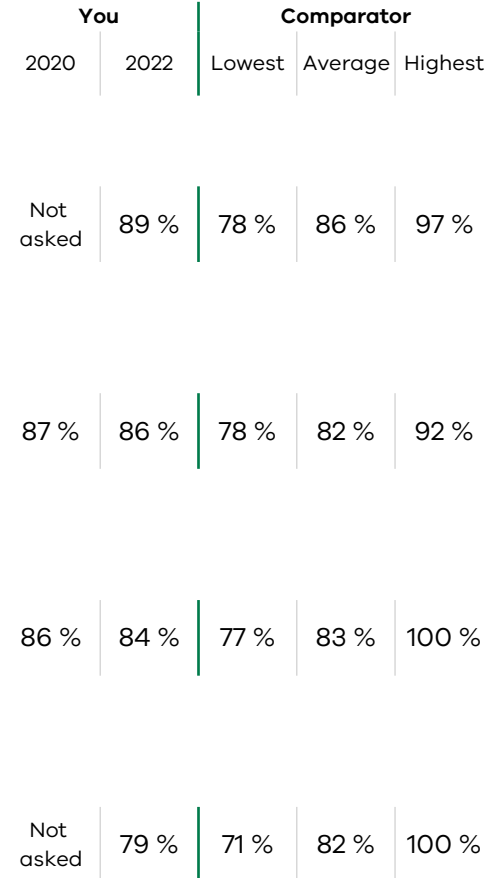 You Comparator
2020 2022 Lowest Average Highest
Not asked 89 % 78 % 86 % 97 %
87 % 86 % 78 % 82 % 92 %
86 % 84 % 77 % 83 % 100 %
Not asked 79 % 71 % 82 % 100 %